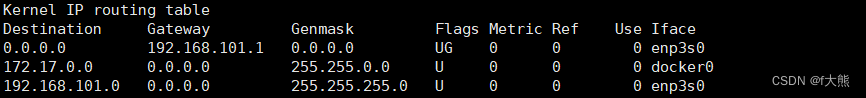 Kernel IP routing table
Destination     Gateway         Genmask         Flags Metric Ref    Use Iface
0.0.0.0         192.168.101.1   0.0.0.0         UG    0      0        0 enp3s0
172.17.0.0      0.0.0.0         255.255.0.0     U     0      0        0 docker0
192.168.101.0   0.0.0.0         255.255.255.0   U     0      0        0 enp3s0
CSDN @f大熊